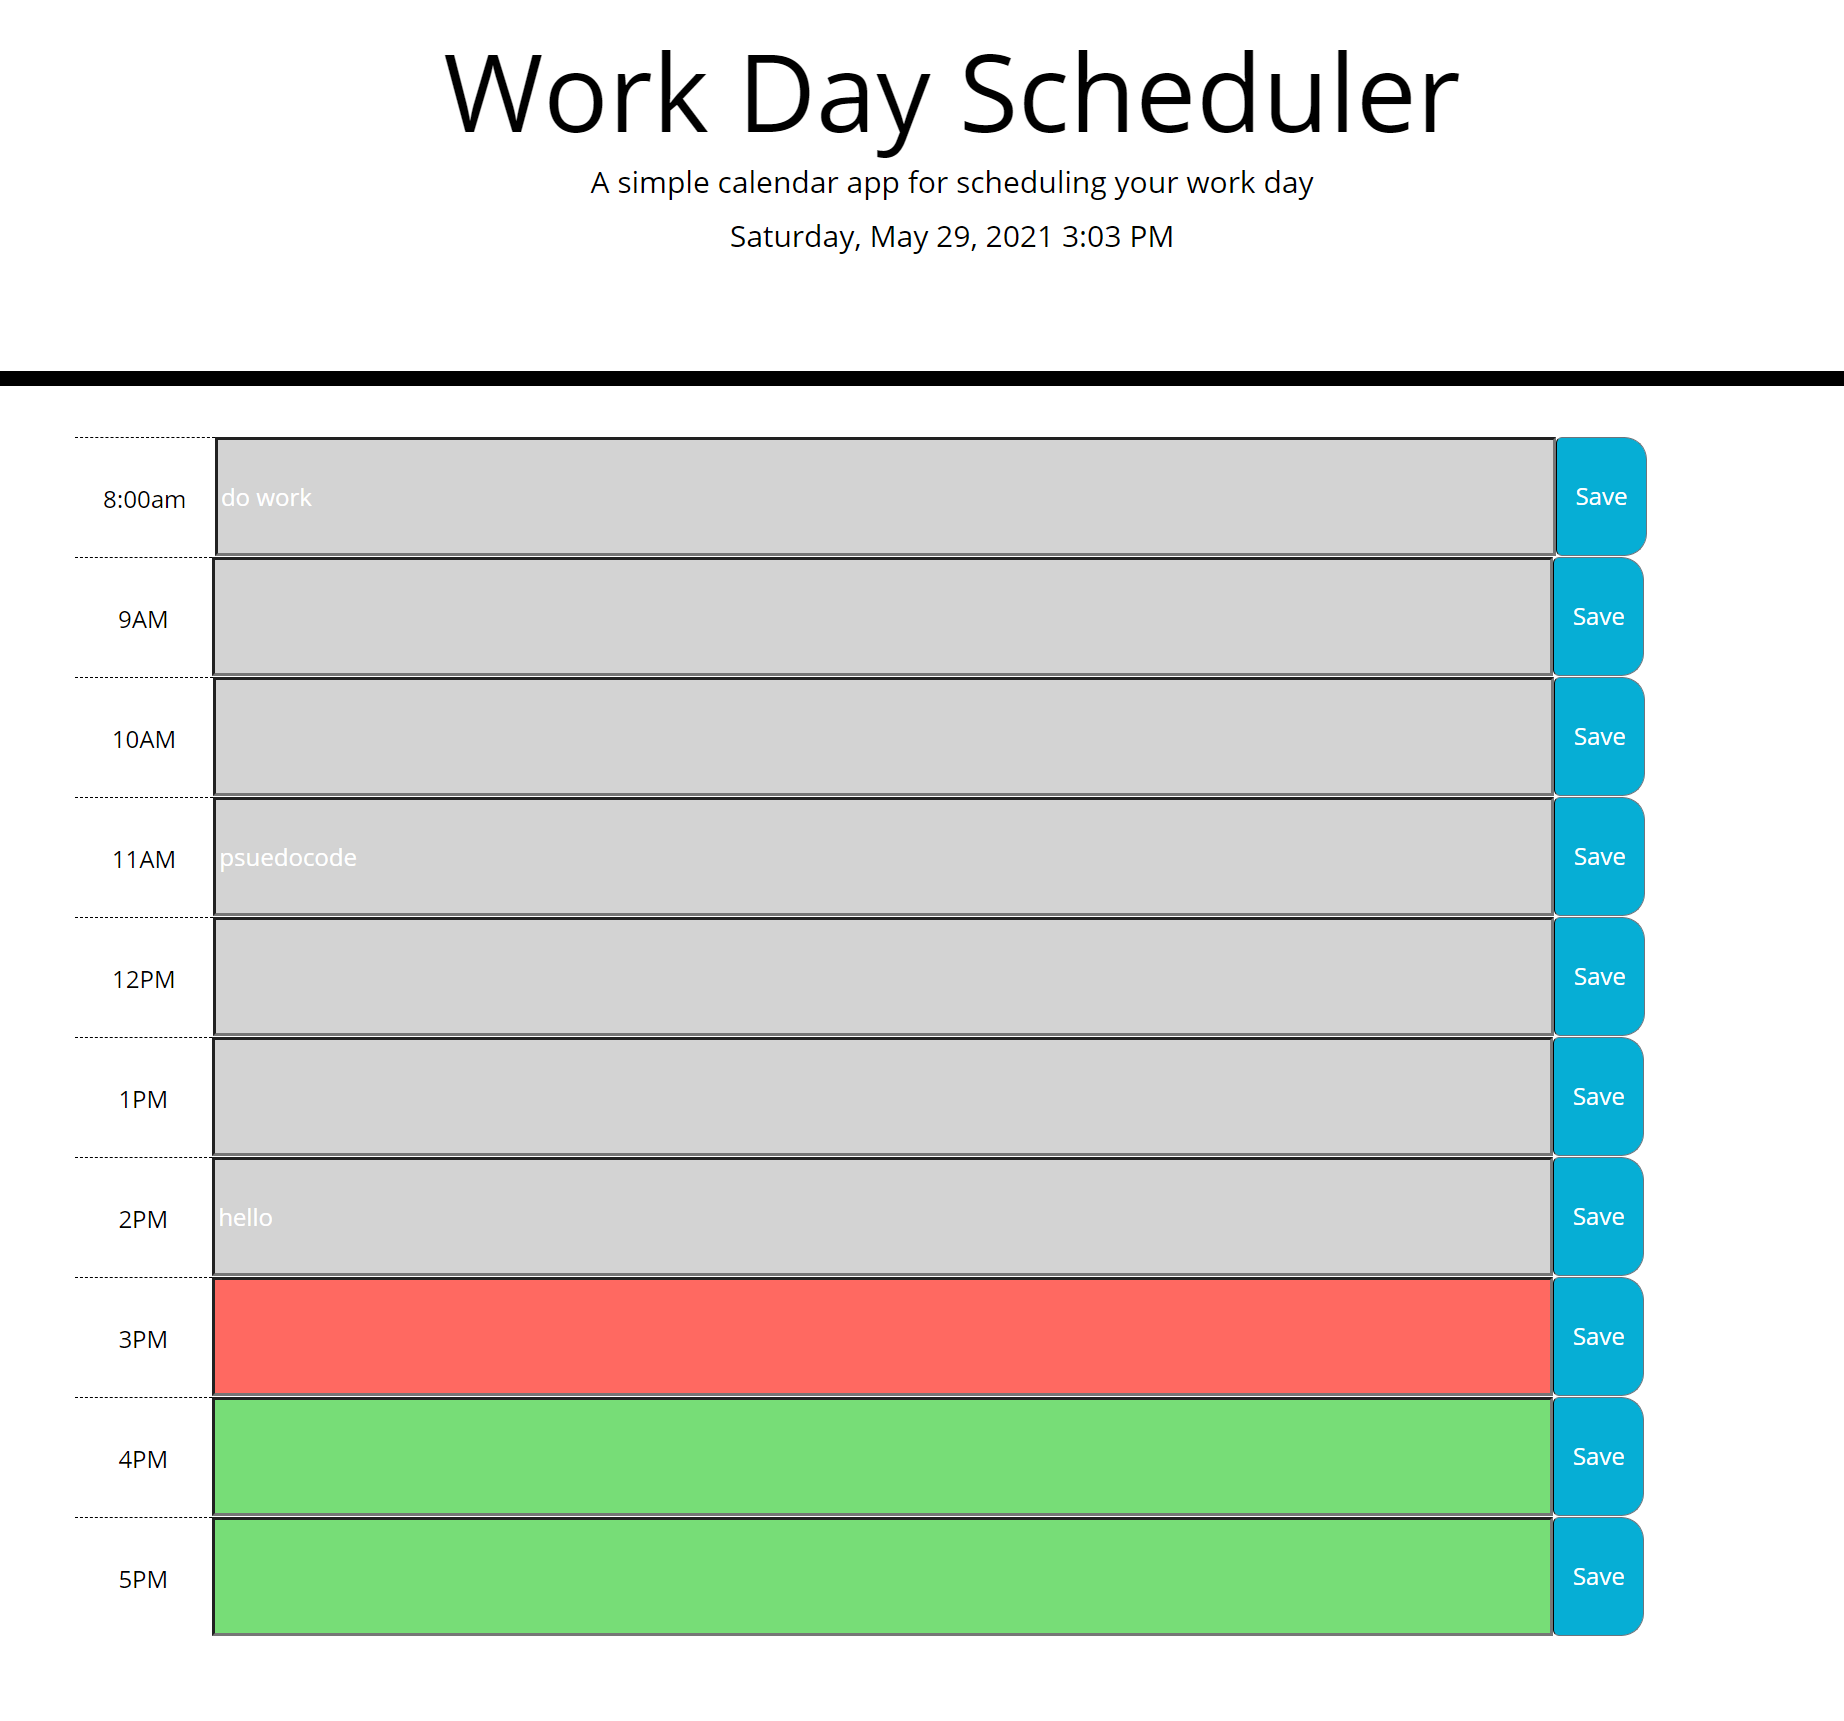 Work Day Scheduler
A simple calendar app for scheduling your work day
Saturday, May 29, 2021 3:03 PM
8:00am do work Save
9AM Save
10AM Save
11AM psuedocode Save
12PM Save
1PM Save
2PM hello Save
3PM Save
4PM Save
5PM Save